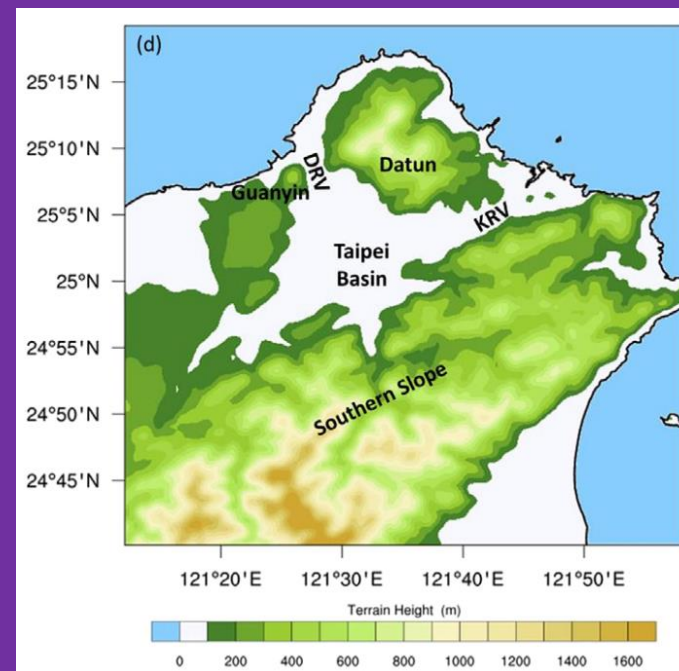 (d)
25°15'N
25°10'N
25°5'N
25°N
24°55'N
24°50'N
24°45'N
DRV
Datun
Guanyin
KRV
Taipei
Basin
Southern Slope
121°20'E 121°30'E 121°40'E 121°50'E
Terrain Height (m)
0 200 400 600 800 1000 1200 1400 1600